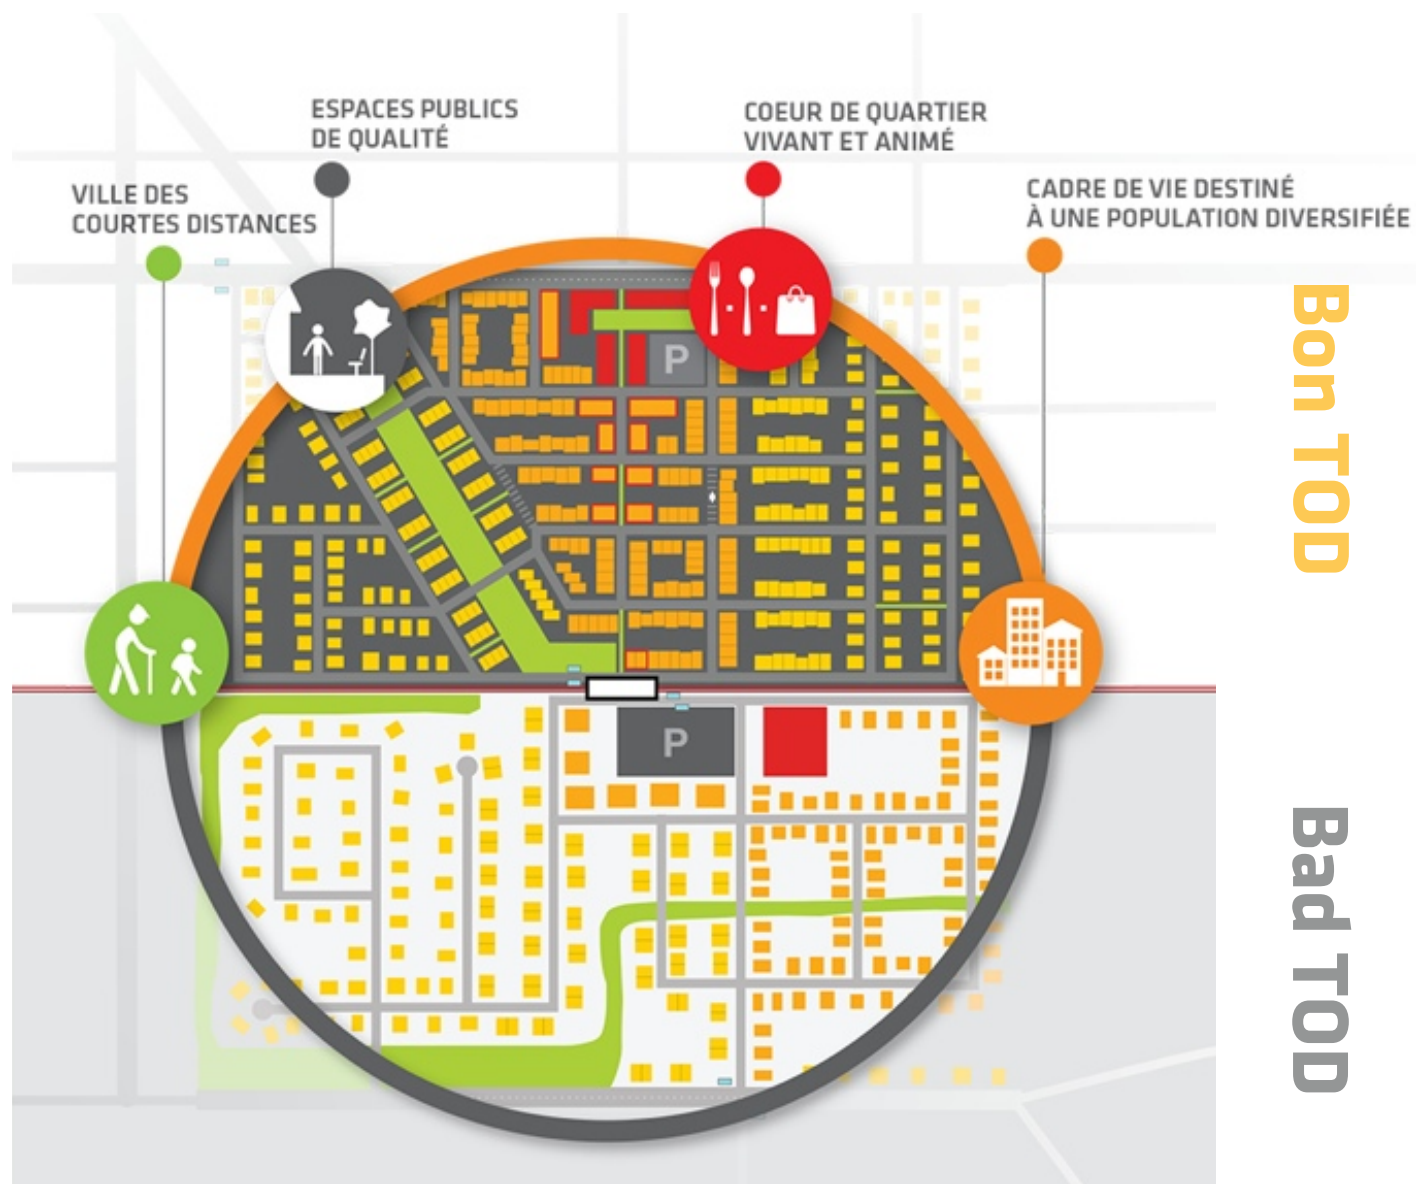 ESPACES PUBLICS
DE QUALITÉ
COEUR DE QUARTIER
VIVANT ET ANIMÉ
VILLE DES
COURTES DISTANCES
CADRE DE VIE DESTINÉ
À UNE POPULATION DIVERSIFIÉE
P
P
Bon TOD
Bad TOD